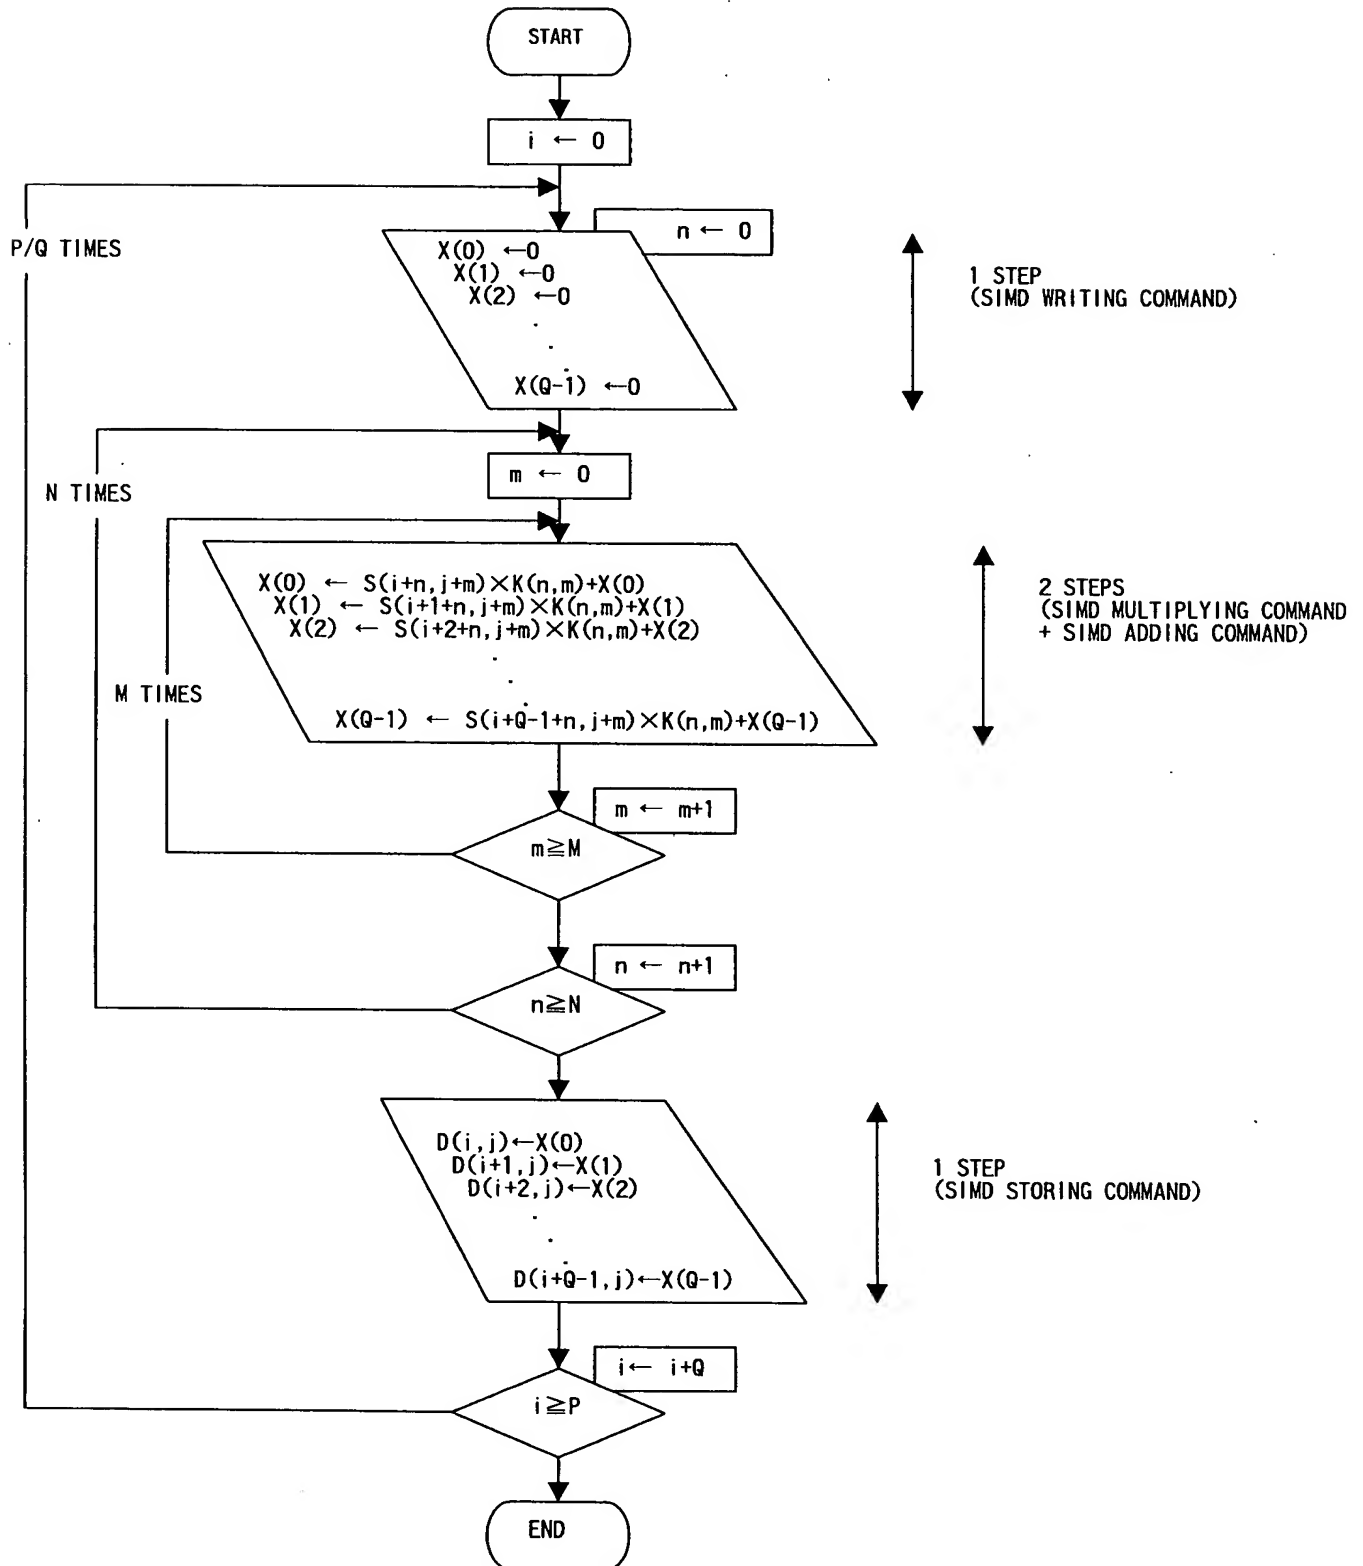 START
i ← 0
P/Q TIMES
n ← 0
X(0) ←0
X(1) ←0
X(2) ←0
X(Q-1) ←0
1 STEP
(SIMD WRITING COMMAND)
m ← 0
N TIMES
X(0) ← S(i+n,j+m)×K(n,m)+X(0)
X(1) ← S(i+1+n,j+m)×K(n,m)+X(1)
X(2) ← S(i+2+n,j+m)×K(n,m)+X(2)
X(Q-1) ← S(i+Q-1+n,j+m)×K(n,m)+X(Q-1)
2 STEPS
(SIMD MULTIPLYING COMMAND
+ SIMD ADDING COMMAND)
M TIMES
m ← m+1
m≧M
n ← n+1
n≧N
D(i,j)←X(0)
D(i+1,j)←X(1)
D(i+2,j)←X(2)
D(i+Q-1,j)←X(Q-1)
1 STEP
(SIMD STORING COMMAND)
i← i+Q
i≧P
END